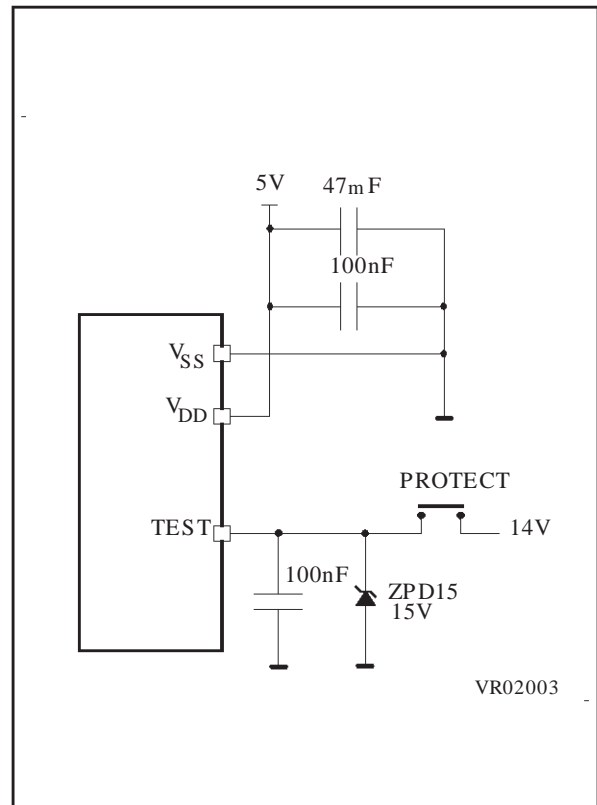 5V 47mF
100nF
VSS
VDD
PROTECT
TEST 14V
100nF ZPD15
15V
VR02003